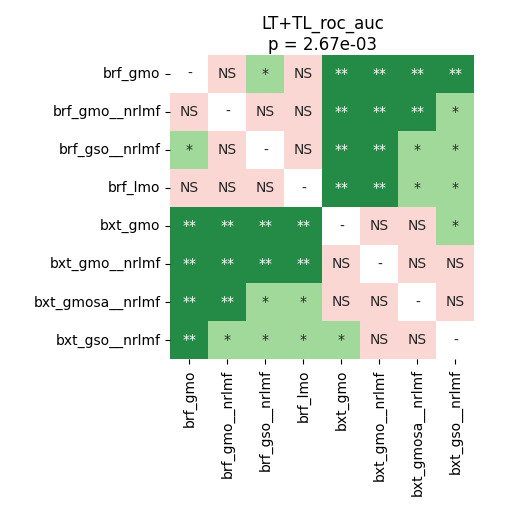 LT+TL_roc_auc
p = 2.67e-03
brf_gmo - NS * NS ** ** ** **
brf_gmo__nrlmf NS - NS NS ** ** ** *
brf_gso__nrlmf * NS - NS ** ** * *
brf_lmo NS NS NS - ** ** * *
bxt_gmo ** ** ** ** - NS NS *
bxt_gmo__nrlmf ** ** ** ** NS - NS NS
bxt_gmosa__nrlmf ** ** * * NS NS - NS
bxt_gso__nrlmf ** * * * * NS NS -
brf_gmo
brf_gmo__nrlmf
brf_gso__nrlmf
brf_lmo
bxt_gmo
bxt_gmo__nrlmf
bxt_gmosa__nrlmf
bxt_gso__nrlmf